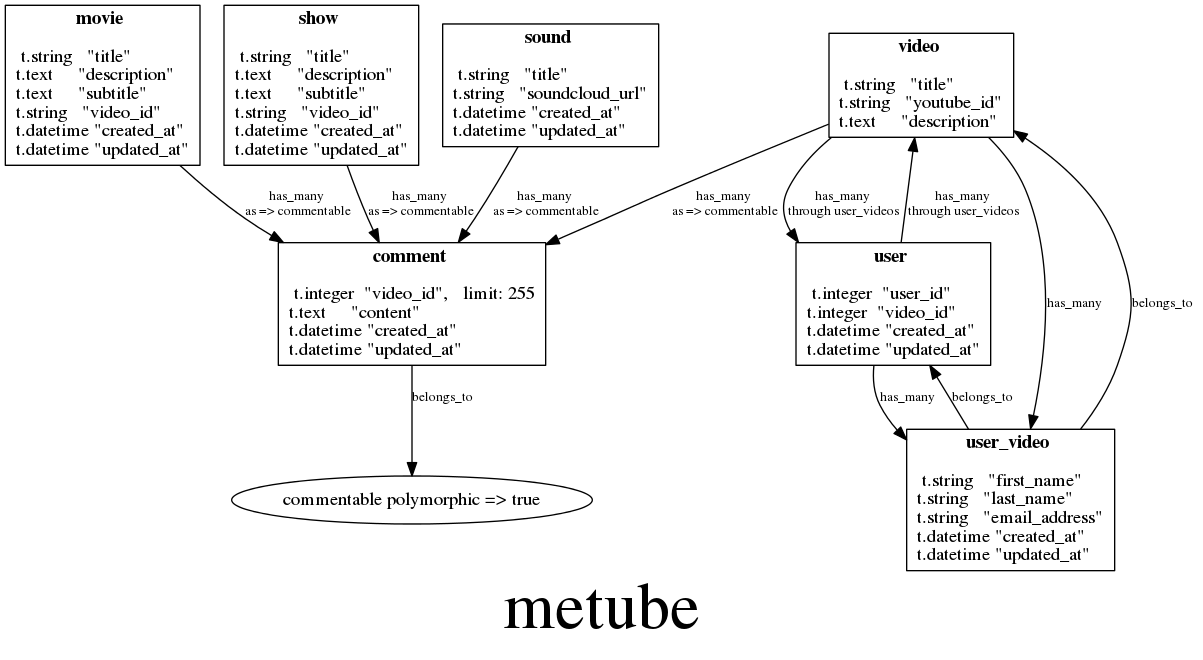 movie
t.string "title"
t.text "description"
t.text "subtitle"
t.string "video_id"
t.datetime "created_at"
t.datetime "updated_at"
show
t.string "title"
t.text "description"
t.text "subtitle"
t.string "video_id"
t.datetime "created_at"
t.datetime "updated_at"
sound
t.string "title"
t.string "soundcloud_url"
t.datetime "created_at"
t.datetime "updated_at"
video
t.string "title"
t.string "youtube_id"
t.text "description"
has_many
as => commentable
has_many
as => commentable
has_many
as => commentable
has_many
as => commentable
has_many
through user_videos
has_many
through user_videos
comment
t.integer "video_id", limit: 255
t.text "content"
t.datetime "created_at"
t.datetime "updated_at"
user
t.integer "user_id"
t.integer "video_id"
t.datetime "created_at"
t.datetime "updated_at"
has_many
belongs_to
belongs_to
has_many
belongs_to
user_video
t.string "first_name"
t.string "last_name"
t.string "email_address"
t.datetime "created_at"
t.datetime "updated_at"
commentable polymorphic => true
metube